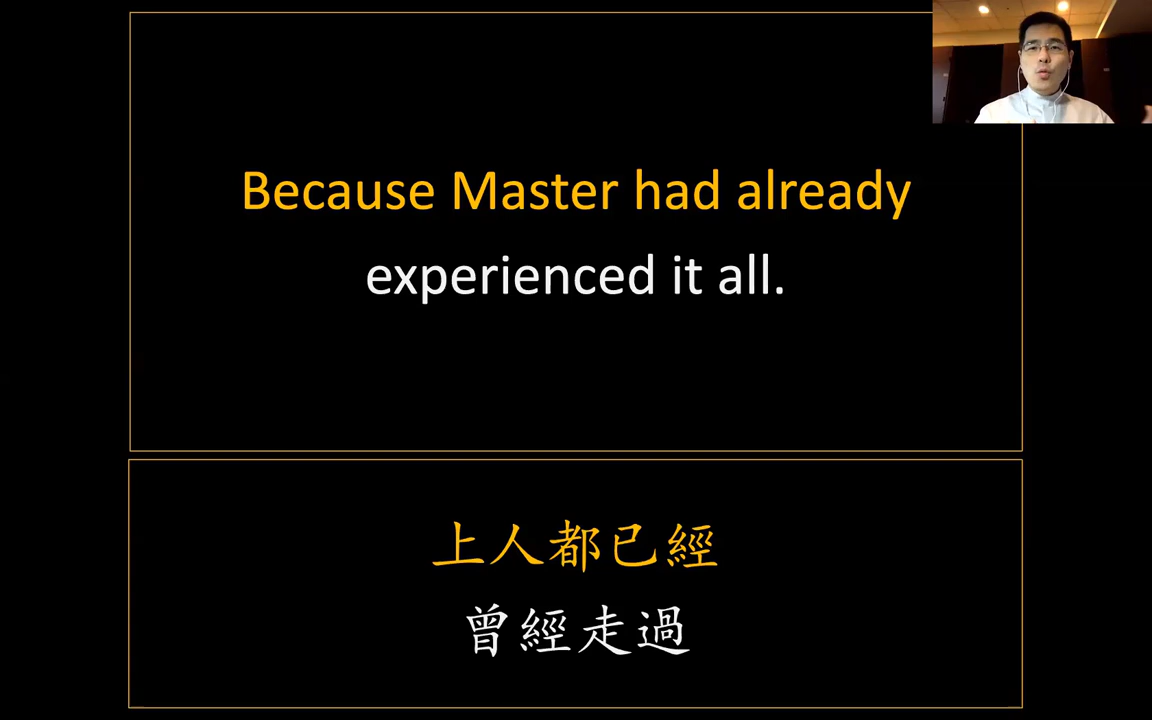 Because Master had already
experienced it all.
上人都已經
曾經走過